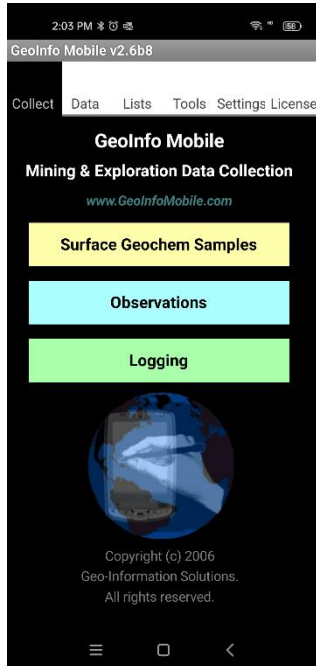 2:03 PM
58
GeoInfo Mobile v2.6b8
Collect Data Lists Tools Settings License
GeoInfo Mobile
Mining & Exploration Data Collection
www.GeoInfoMobile.com
Surface Geochem Samples
Observations
Logging
Copyright (c) 2006
Geo-Information Solutions.
All rights reserved.